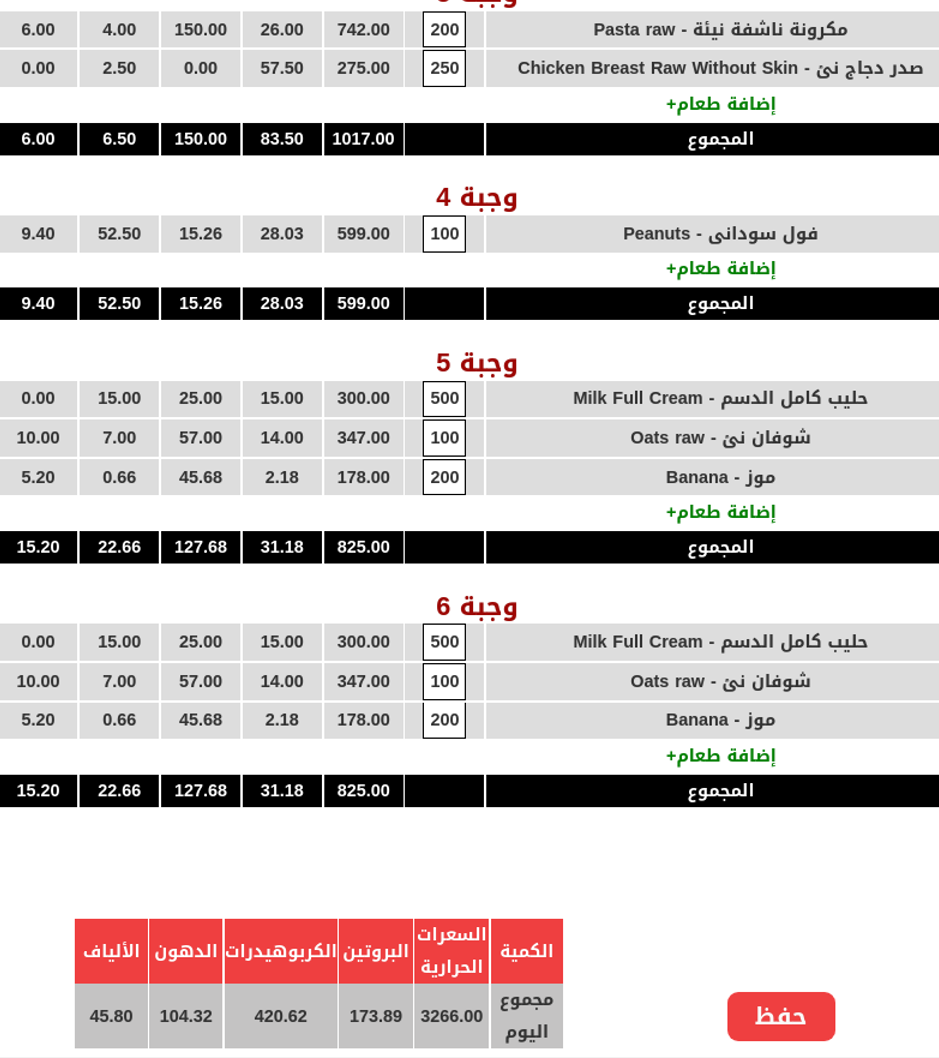 وجبة
مكرونة ناشفة نيئة - Pasta raw 200 742.00 26.00 150.00 4.00 6.00
صدر دجاج نئ - Chicken Breast Raw Without Skin 250 275.00 57.50 0.00 2.50 0.00
إضافة طعام+
المجموع 1017.00 83.50 150.00 6.50 6.00
وجبة 4
فول سودانى - Peanuts 100 599.00 28.03 15.26 52.50 9.40
إضافة طعام+
المجموع 599.00 28.03 15.26 52.50 9.40
وجبة 5
حليب كامل الدسم - Milk Full Cream 500 300.00 15.00 25.00 15.00 0.00
شوفان نئ - Oats raw 100 347.00 14.00 57.00 7.00 10.00
موز - Banana 200 178.00 2.18 45.68 0.66 5.20
إضافة طعام+
المجموع 825.00 31.18 127.68 22.66 15.20
وجبة 6
حليب كامل الدسم - Milk Full Cream 500 300.00 15.00 25.00 15.00 0.00
شوفان نئ - Oats raw 100 347.00 14.00 57.00 7.00 10.00
موز - Banana 200 178.00 2.18 45.68 0.66 5.20
إضافة طعام+
المجموع 825.00 31.18 127.68 22.66 15.20
الكمية السعرات الحرارية البروتين الكربوهيدرات الدهون الألياف
مجموع اليوم 3266.00 173.89 420.62 104.32 45.80
حفظ